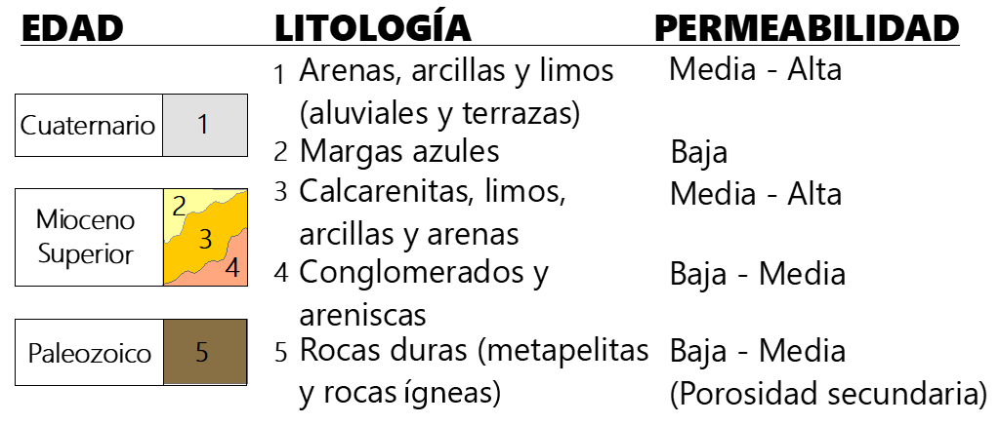 EDAD LITOLOGÍA PERMEABILIDAD
1 Arenas, arcillas y limos Media - Alta
(aluviales y terrazas)
Cuaternario 1
2 Margas azules Baja
3 Calcarenitas, limos, Media - Alta
arcillas y arenas
Mioceno
Superior
2
3
4
4 Conglomerados y Baja - Media
areniscas
Paleozoico 5
5 Rocas duras (metapelitas Baja - Media
y rocas ígneas) (Porosidad secundaria)